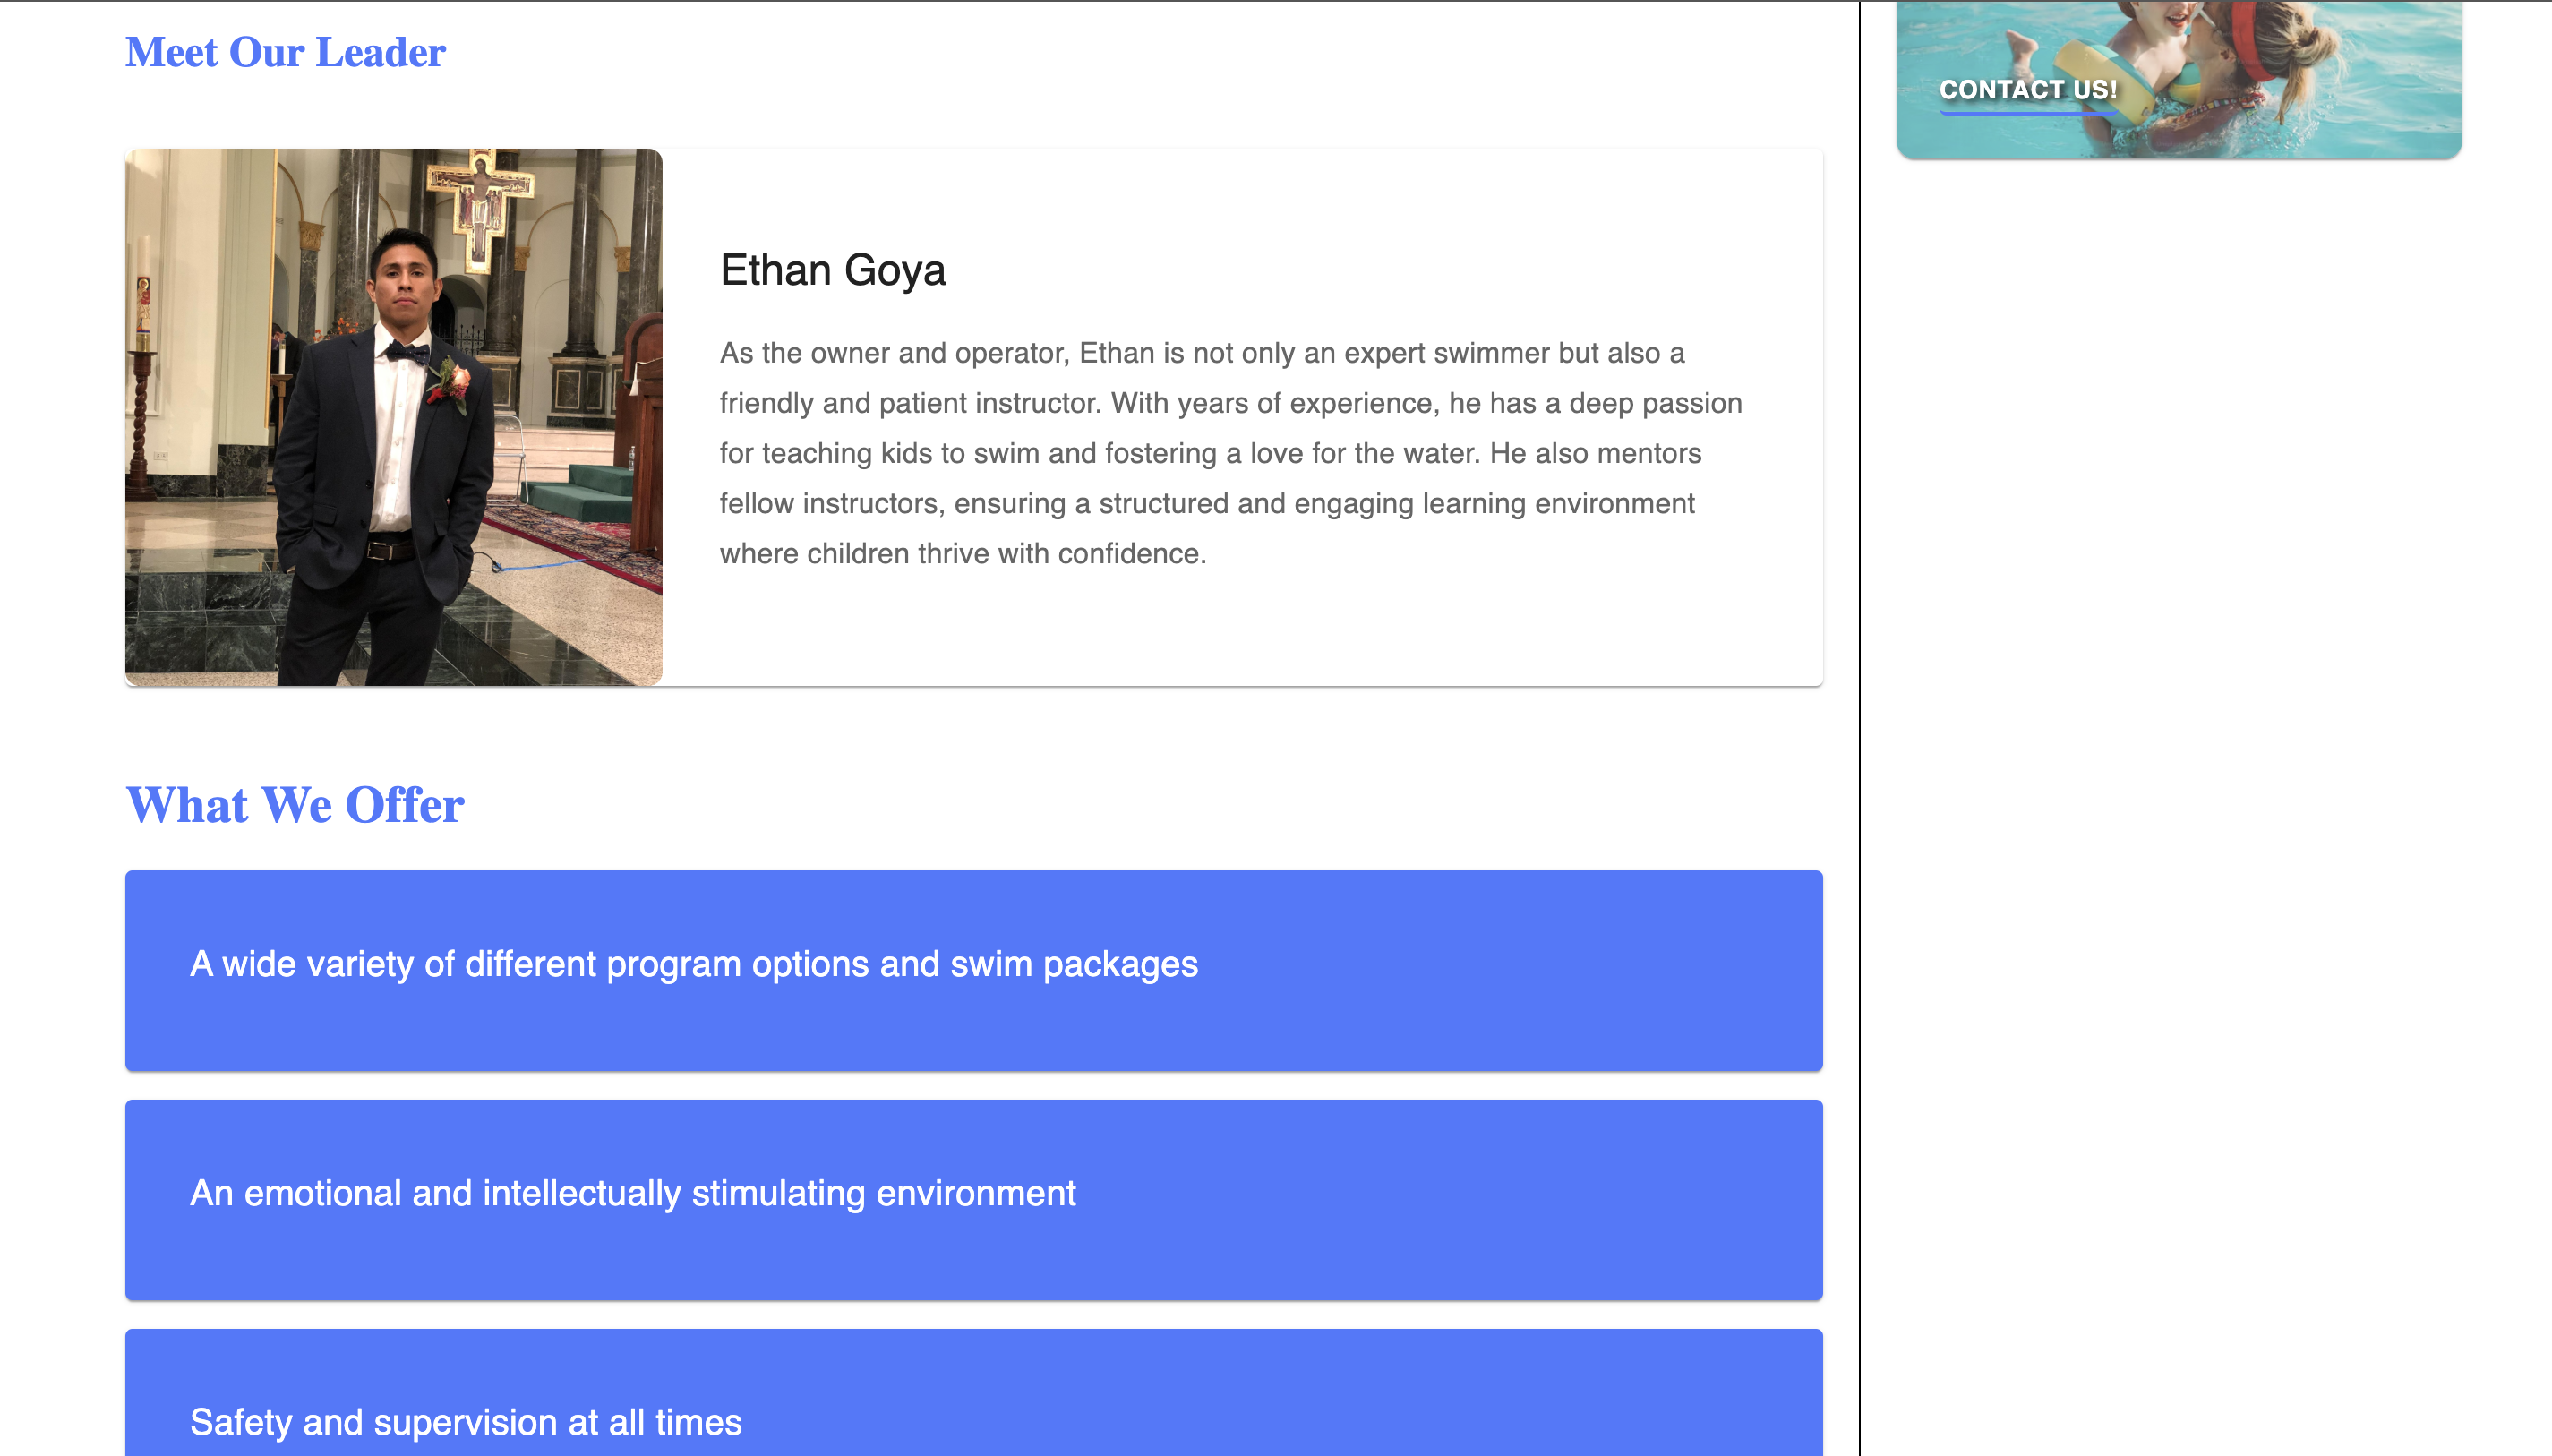 Meet Our Leader
CONTACT US!
Ethan Goya
As the owner and operator, Ethan is not only an expert swimmer but also a
friendly and patient instructor. With years of experience, he has a deep passion
for teaching kids to swim and fostering a love for the water. He also mentors
fellow instructors, ensuring a structured and engaging learning environment
where children thrive with confidence.
What We Offer
A wide variety of different program options and swim packages
An emotional and intellectually stimulating environment
Safety and supervision at all times